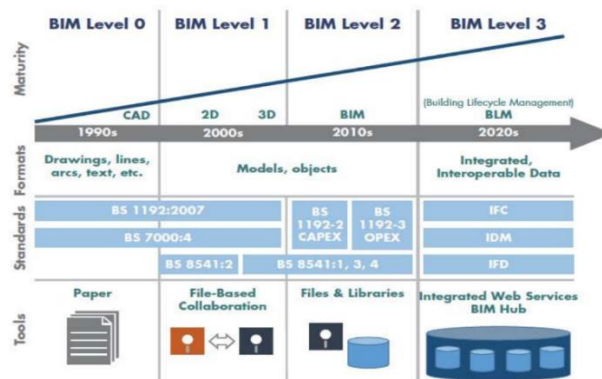 BIM Level 0
BIM Level 1
BIM Level 2
BIM Level 3
Maturity
CAD
2D
3D
BIM
(Building Lifecycle Management)
BLM
1990s
2000s
2010s
2020s
Formats
Drawings, lines,
arcs, text, etc.
Models, objects
Integrated,
Interoperable Data
Standards
BS 1192:2007
BS 7000:4
BS 8541:2
BS 8541:1, 3, 4
BS
1192-2
CAPEX
BS
1192-3
OPEX
IFC
IDM
IFD
Tools
Paper
File-Based
Collaboration
Files & Libraries
Integrated Web Services
BIM Hub